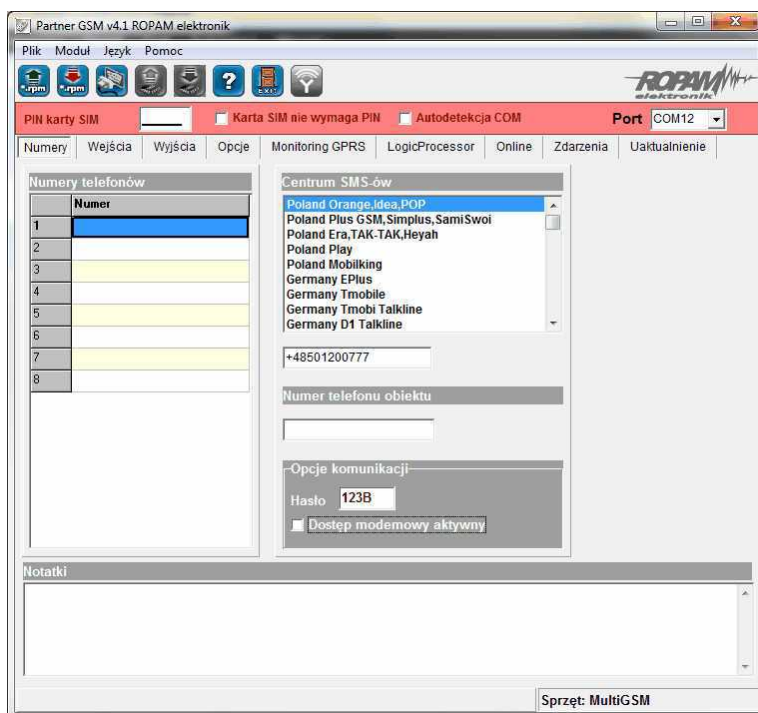 Partner GSM v4.1 ROPAM elektronik
Plik Moduł Język Pomoc
.rpm .rpm ? EXIT ROPAM elektronik
PIN karty SIM Karta SIM nie wymaga PIN Autodetekcja COM Port COM12
Numery Wejścia Wyjścia Opcje Monitoring GPRS LogicProcessor Online Zdarzenia Uaktualnienie
Numery telefonów
Numer
1
2
3
4
5
6
7
8
Centrum SMS-ów
Poland Orange,Idea,POP
Poland Plus GSM,Simplus,SamiSwoi
Poland Era,TAK-TAK,Heyah
Poland Play
Poland Mobilking
Germany EPlus
Germany Tmobile
Germany Tmobi Talkline
Germany D1 Talkline
+48501200777
Numer telefonu obiektu
Opcje komunikacji
Hasło 123B
Dostęp modemowy aktywny
Notatki
Sprzęt: MultiGSM